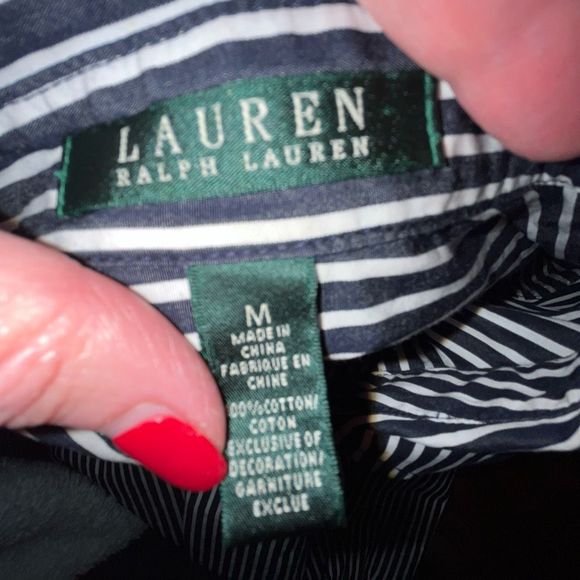 LAUREN
RALPH LAUREN
M
MADE IN
CHINA
FABRIQUE EN
CHINE
100%COTTON/
COTON
EXCLUSIVE OF
DECORATION/
GARNITURE
EXCLUE